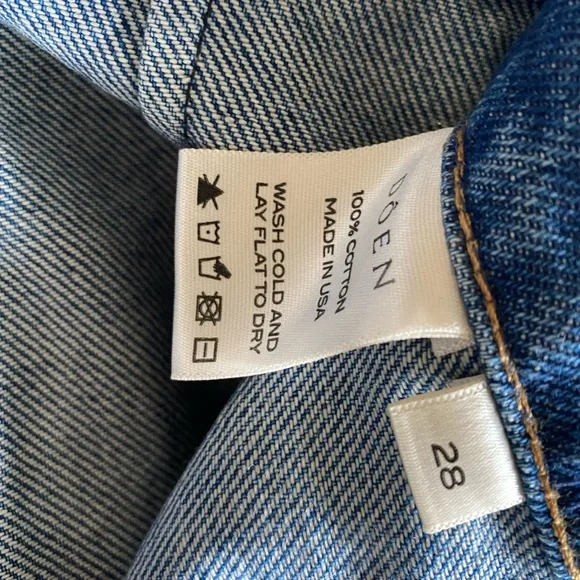 DÔEN
100% COTTON
MADE IN USA
WASH COLD AND
LAY FLAT TO DRY
28